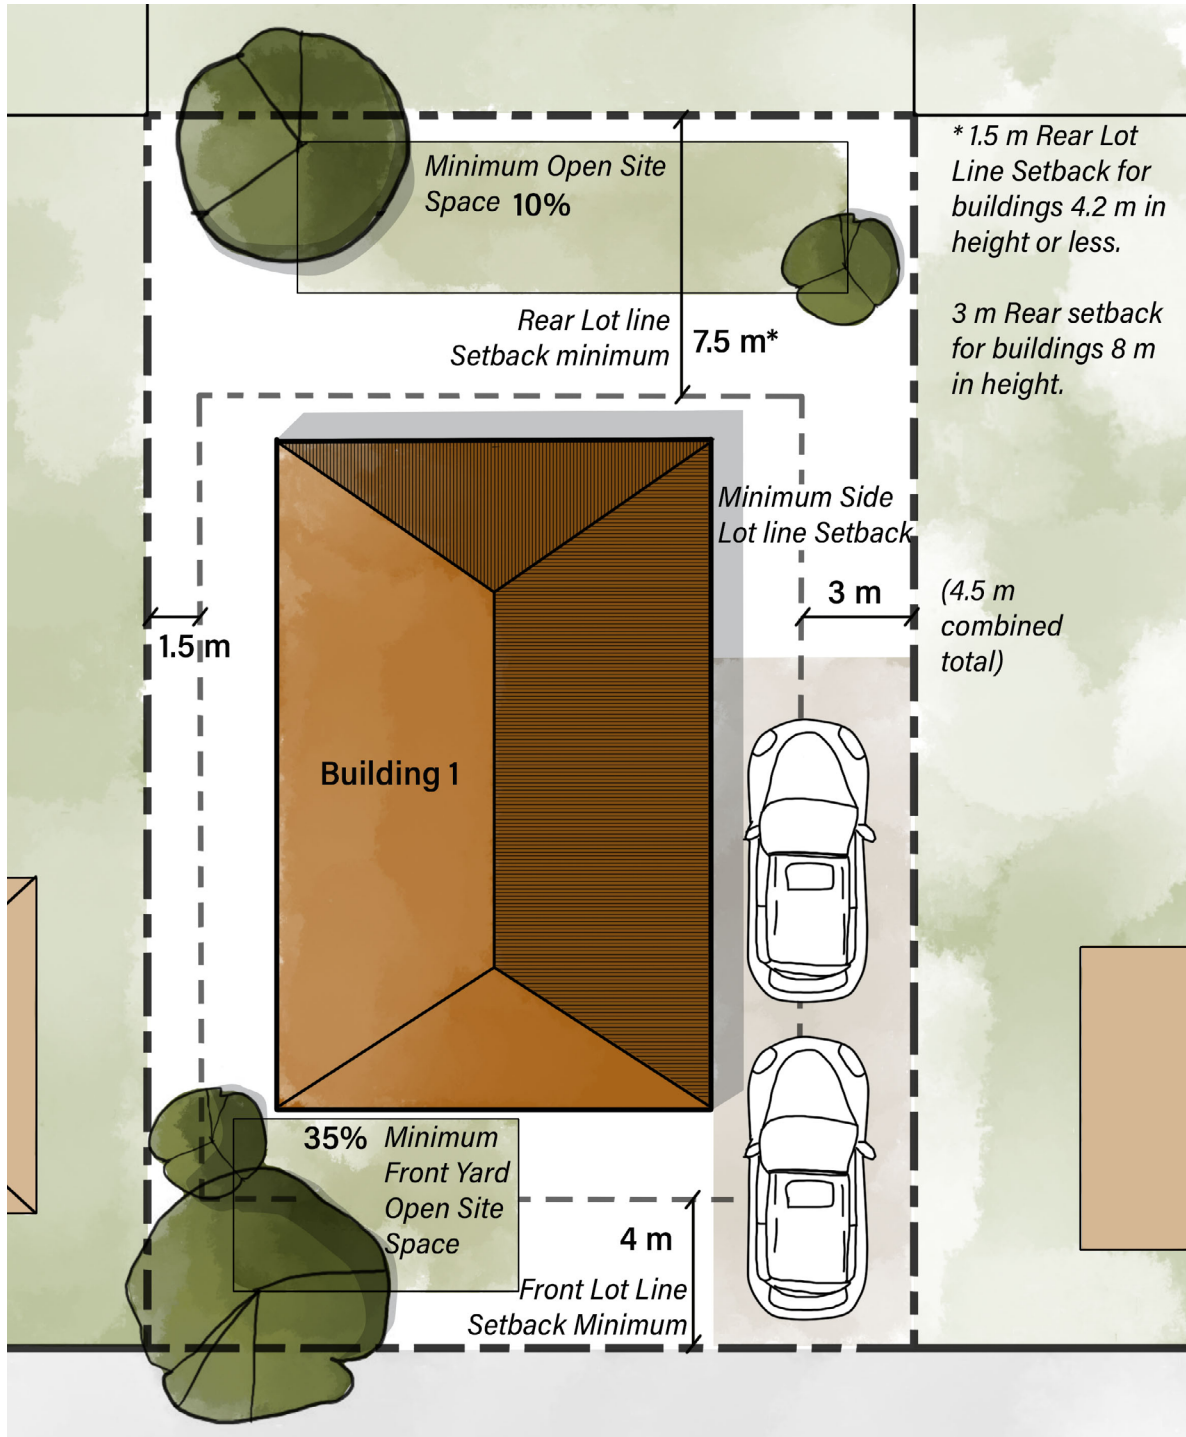 Minimum Open Site
Space 10%
* 1.5 m Rear Lot
Line Setback for
buildings 4.2 m in
height or less.
3 m Rear setback
for buildings 8 m
in height.
Rear Lot line
Setback minimum
7.5 m*
Minimum Side
Lot line Setback
3 m
(4.5 m
combined
total)
1.5 m
Building 1
35% Minimum
Front Yard
Open Site
Space
4 m
Front Lot Line
Setback Minimum